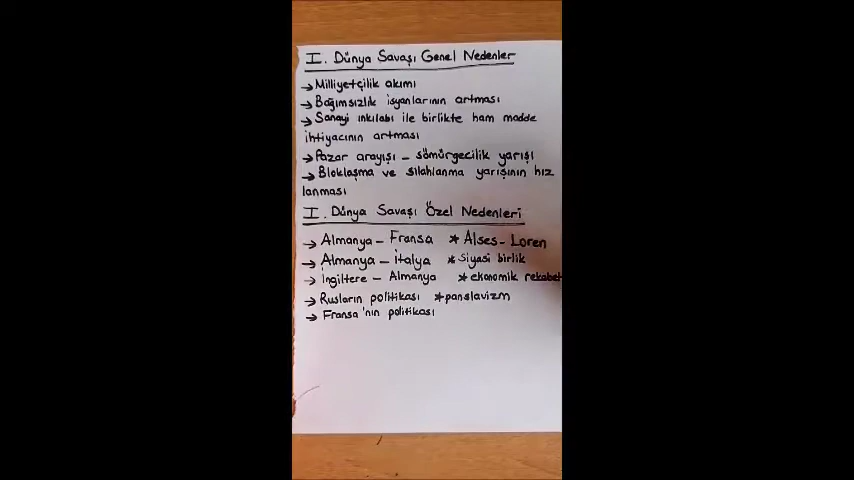 I. Dünya Savaşı Genel Nedenler
→ Milliyetçilik akımı
→ Bağımsızlık isyanlarının artması
→ Sanayi inkılabı ile birlikte ham madde
ihtiyacının artması
→ Pazar arayışı - sömürgecilik yarışı
→ Bloklaşma ve silahlanma yarışının hız
lanması
I. Dünya Savaşı Özel Nedenleri
→ Almanya - Fransa * Alses - Loren
→ Almanya - italya * siyasi birlik
→ İngiltere - Almanya * ekonomik rekabet
→ Rusların politikası * panslavizm
→ Fransa'nın politikası